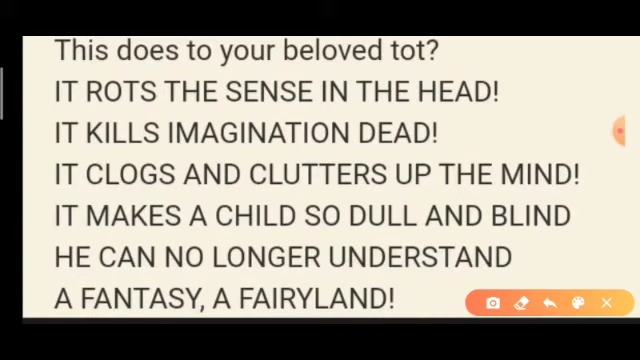 This does to your beloved tot?
IT ROTS THE SENSE IN THE HEAD!
IT KILLS IMAGINATION DEAD!
IT CLOGS AND CLUTTERS UP THE MIND!
IT MAKES A CHILD SO DULL AND BLIND
HE CAN NO LONGER UNDERSTAND
A FANTASY, A FAIRYLAND!